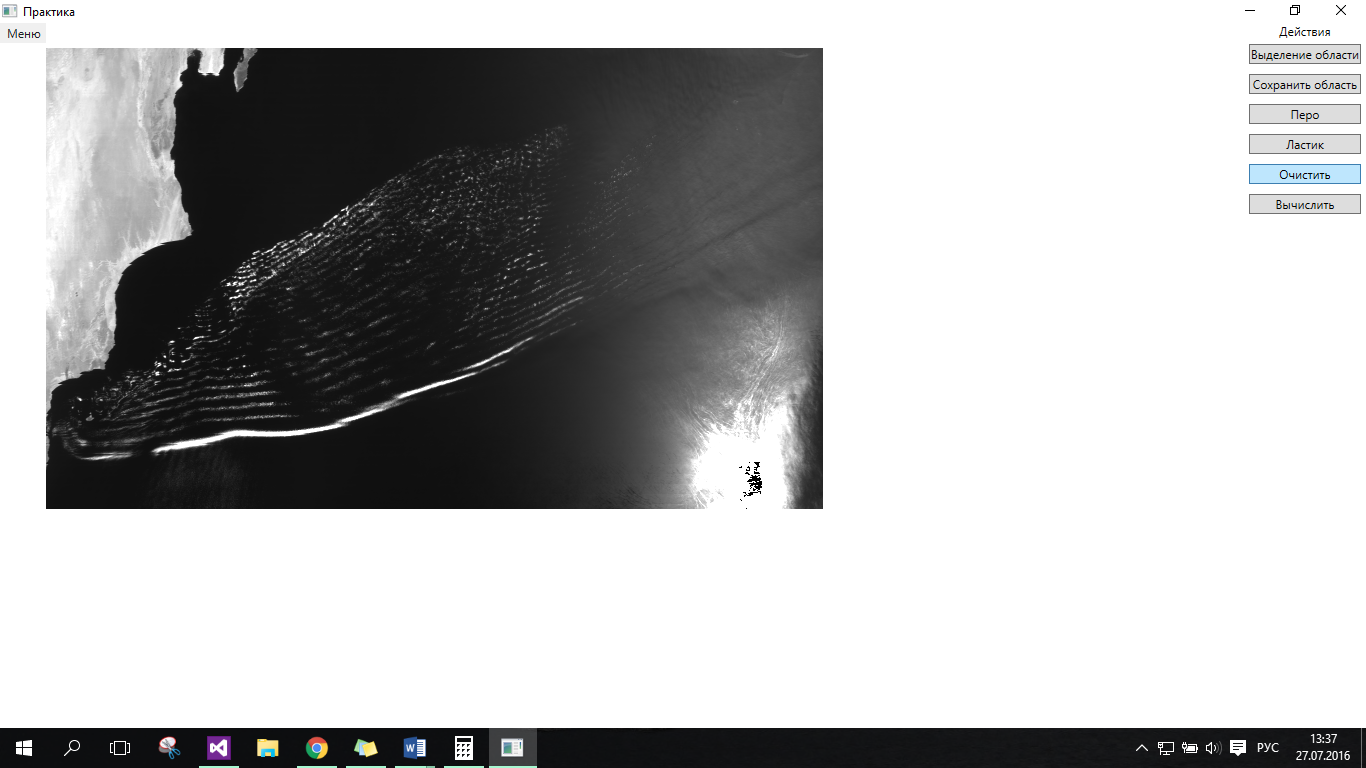 Практика
Меню
Действия
Выделение области
Сохранить область
Перо
Ластик
Очистить
Вычислить
РУС
13:37
27.07.2016